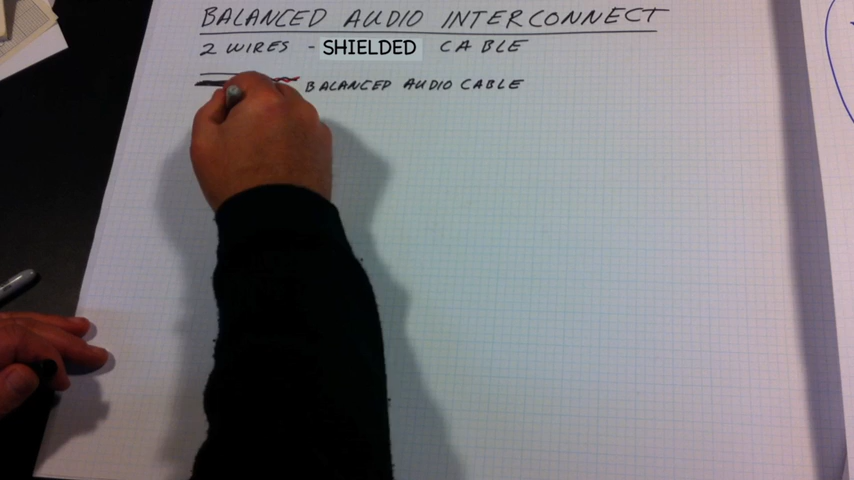 BALANCED AUDIO INTERCONNECT
2 WIRES - SHIELDED CABLE
BALANCED AUDIO CABLE